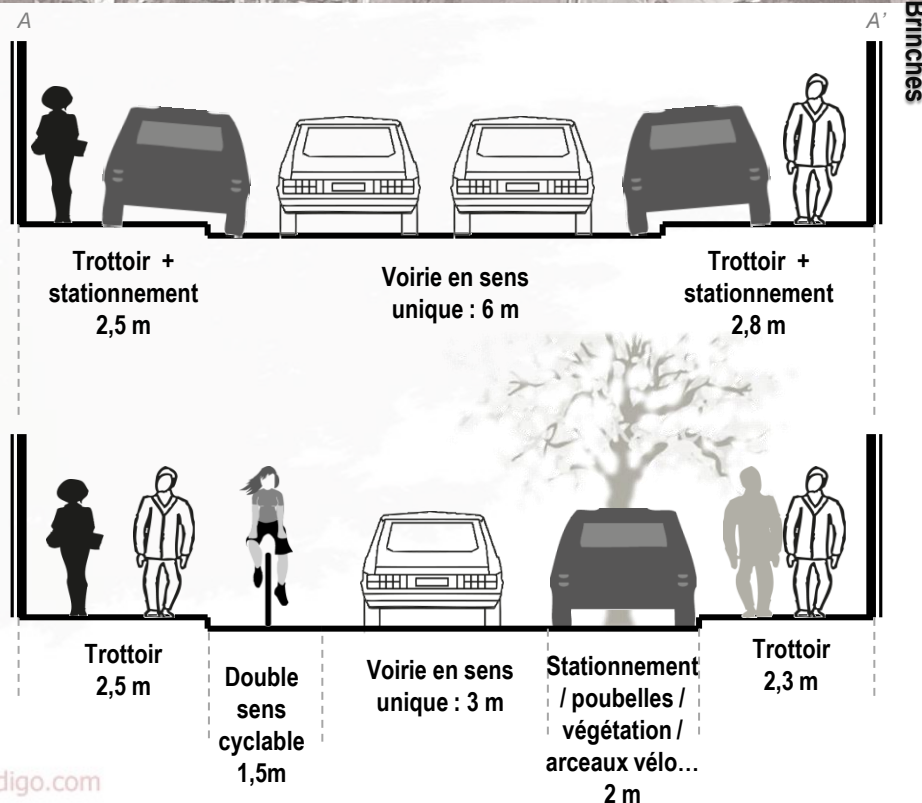 A
A'
Brinches
Trottoir +
stationnement
2,5 m
Voirie en sens
unique : 6 m
Trottoir +
stationnement
2,8 m
Trottoir
2,5 m
Double
sens
cyclable
1,5m
Voirie en sens
unique : 3 m
Stationnement
/ poubelles /
végétation /
arceaux vélo…
2 m
Trottoir
2,3 m
digo.com